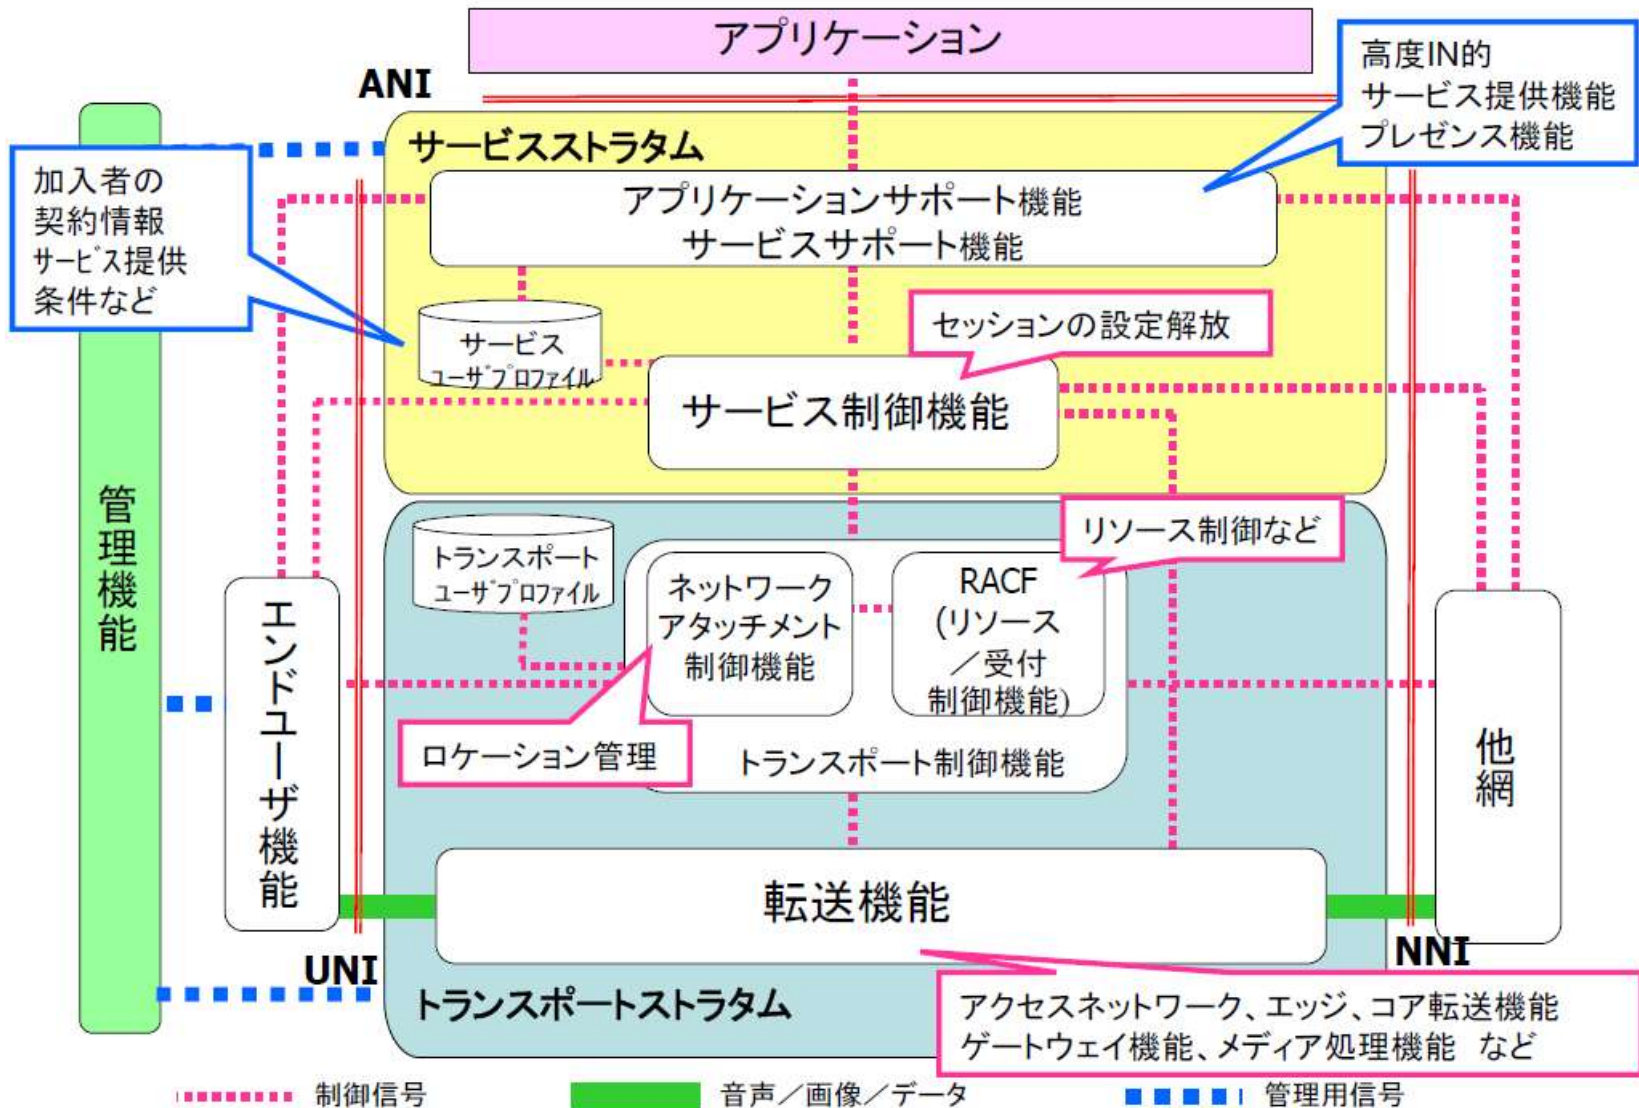 アプリケーション
高度IN的
サービス提供機能
プレゼンス機能
ANI
サービスストラタム
加入者の
契約情報
サービス提供
条件など
アプリケーションサポート機能
サービスサポート機能
セッションの設定解放
サービス
ユーザプロファイル
サービス制御機能
管理機能
リソース制御など
トランスポート
ユーザプロファイル
ネットワーク
アタッチメント
制御機能
RACF
(リソース
/受付
制御機能)
エンドユーザ機能
ロケーション管理
トランスポート制御機能
他網
転送機能
UNI
NNI
トランスポートストラタム
アクセスネットワーク、エッジ、コア転送機能
ゲートウェイ機能、メディア処理機能 など
制御信号
音声/画像/データ
管理用信号